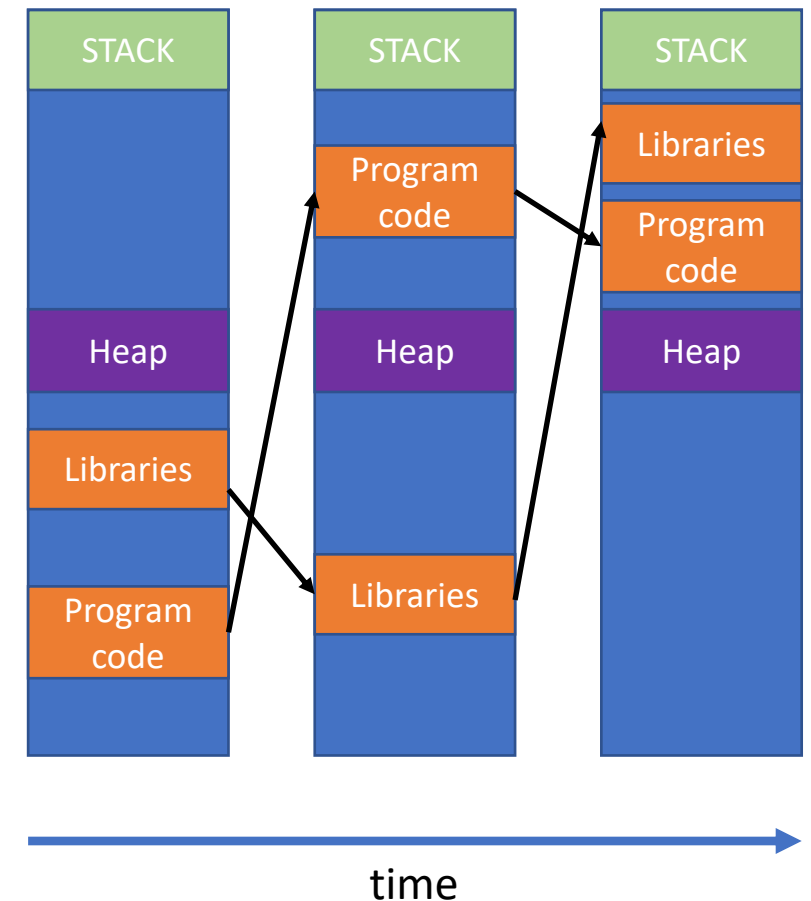 STACK
Heap
Libraries
Program
code
STACK
Program
code
Heap
Libraries
STACK
Libraries
Program
code
Heap
time